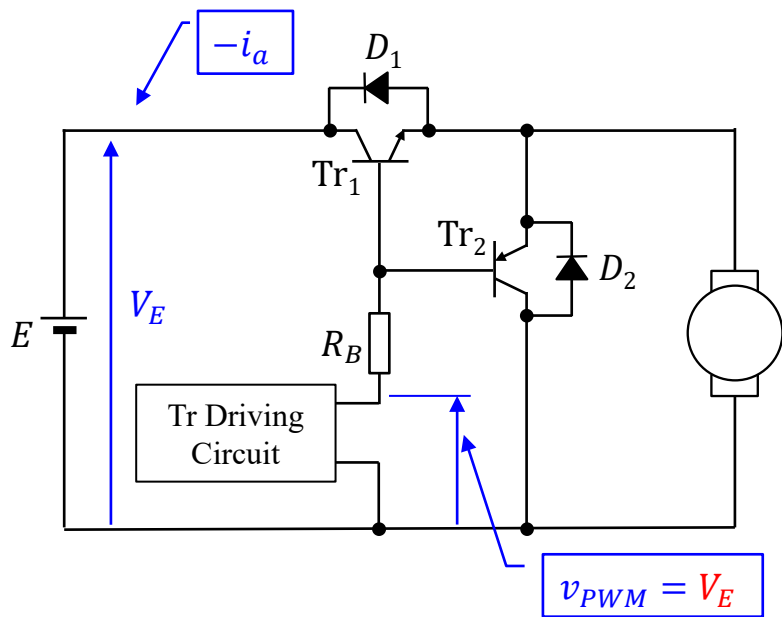 −i_a
D_1
Tr_1
Tr_2
D_2
V_E
E
R_B
Tr Driving
Circuit
v_PWM = V_E